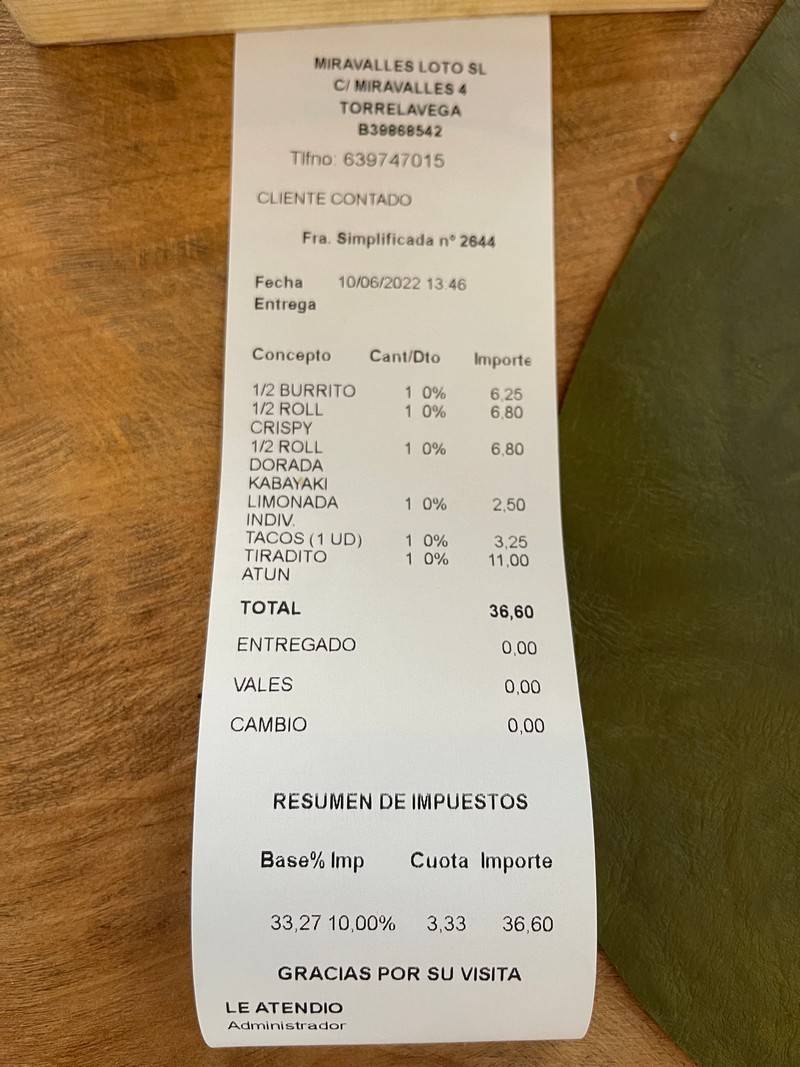 MIRAVALLES LOTO SL
C/ MIRAVALLES 4
TORRELAVEGA
B39868542
Tlfno: 639747015
CLIENTE CONTADO
Fra. Simplificada nº 2644
Fecha 10/06/2022 13:46
Entrega
Concepto Cant/Dto Importe
1/2 BURRITO 1 0% 6,25
1/2 ROLL 1 0% 6,80
CRISPY
1/2 ROLL 1 0% 6,80
DORADA
KABAYAKI
LIMONADA 1 0% 2,50
INDIV.
TACOS (1 UD) 1 0% 3,25
TIRADITO 1 0% 11,00
ATUN
TOTAL 36,60
ENTREGADO 0,00
VALES 0,00
CAMBIO 0,00
RESUMEN DE IMPUESTOS
Base% Imp Cuota Importe
33,27 10,00% 3,33 36,60
GRACIAS POR SU VISITA
LE ATENDIO
Administrador